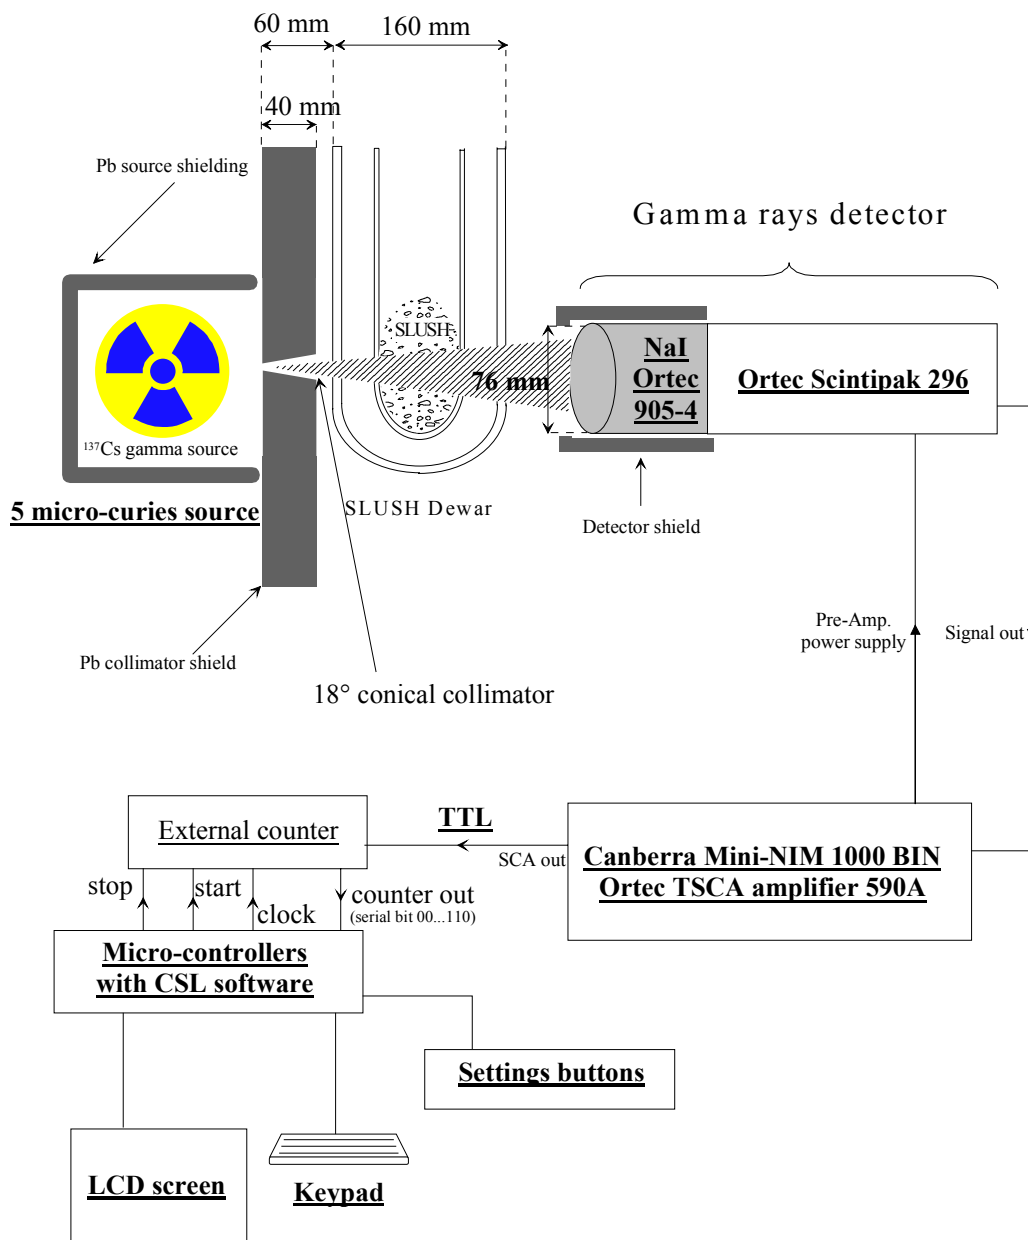 60 mm
160 mm
40 mm
Pb source shielding
Gamma rays detector
SLUSH
76 mm
NaI
Ortec
905-4
Ortec Scintipak 296
137Cs gamma source
5 micro-curies source
SLUSH Dewar
Detector shield
Pb collimator shield
18° conical collimator
Pre-Amp.
power supply
Signal out
External counter
TTL
SCA out
Canberra Mini-NIM 1000 BIN
Ortec TSCA amplifier 590A
stop
start
clock
counter out
(serial bit 00...110)
Micro-controllers
with CSL software
Settings buttons
LCD screen
Keypad